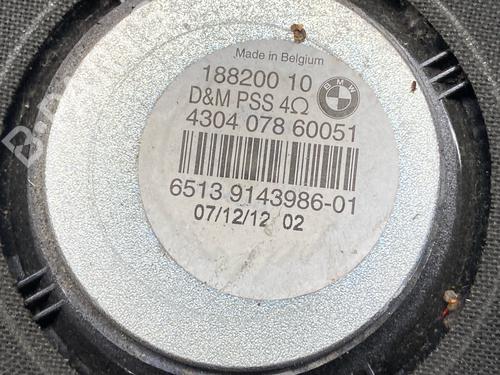 Made in Belgium
188200 10
BMW
D&M PSS 4Ω
4304 078 60051
6513 9143986-01
07/12/12 02